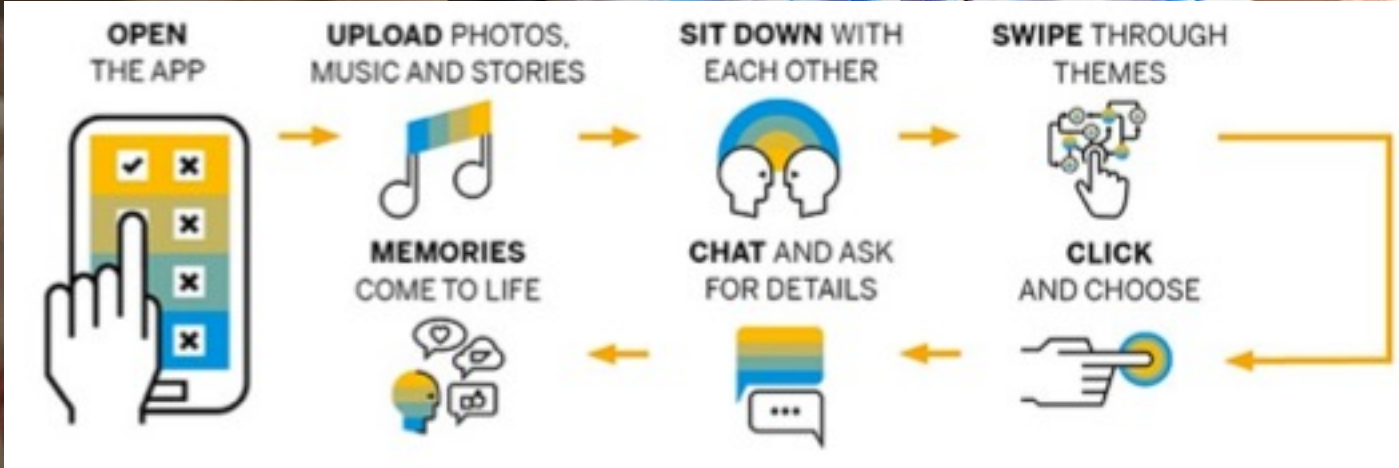 OPEN
THE APP
UPLOAD PHOTOS,
MUSIC AND STORIES
SIT DOWN WITH
EACH OTHER
SWIPE THROUGH
THEMES
CLICK
AND CHOOSE
CHAT AND ASK
FOR DETAILS
MEMORIES
COME TO LIFE